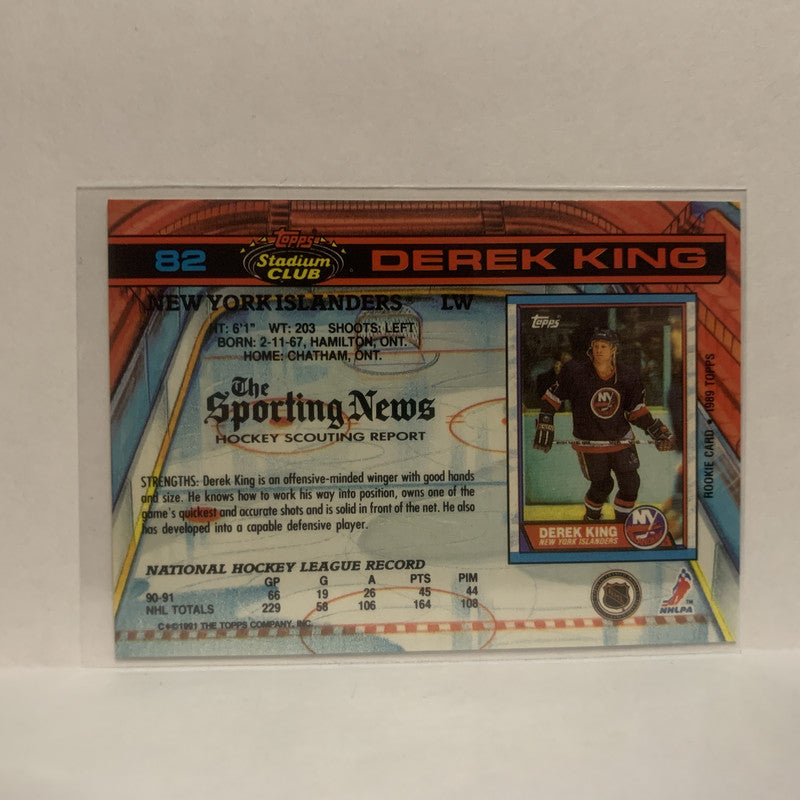 82
Topps
Stadium
CLUB
DEREK KING
NEW YORK ISLANDERS LW
HT: 6'1" WT: 203 SHOOTS: LEFT
BORN: 2-11-67, HAMILTON, ONT.
HOME: CHATHAM, ONT.
The
Sporting News
HOCKEY SCOUTING REPORT
STRENGTHS: Derek King is an offensive-minded winger with good hands
and size. He knows how to work his way into position, owns one of the
game's quickest and accurate shots and is solid in front of the net. He also
has developed into a capable defensive player.
NATIONAL HOCKEY LEAGUE RECORD
GP G A PTS PIM
90-91 66 19 26 45 44
NHL TOTALS 229 58 106 164 108
C*©1991 THE TOPPS COMPANY, INC.
Topps
NY
DEREK KING
NEW YORK ISLANDERS
NY
ROOKIE CARD • 1989 TOPPS
NHL
NHLPA
TM